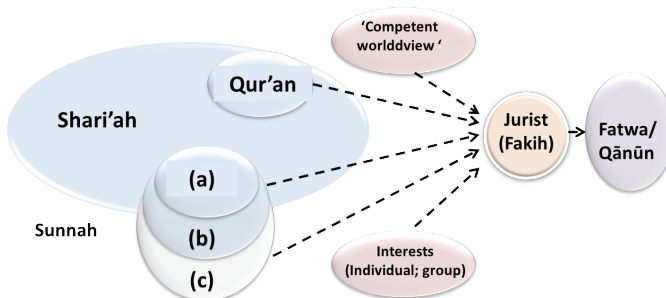 ‘Competent
worlddview ‘
Qur’an
Shari’ah
Jurist
(Fakih)
Fatwa/
Qānūn
(a)
Sunnah
(b)
(c)
Interests
(Individual; group)